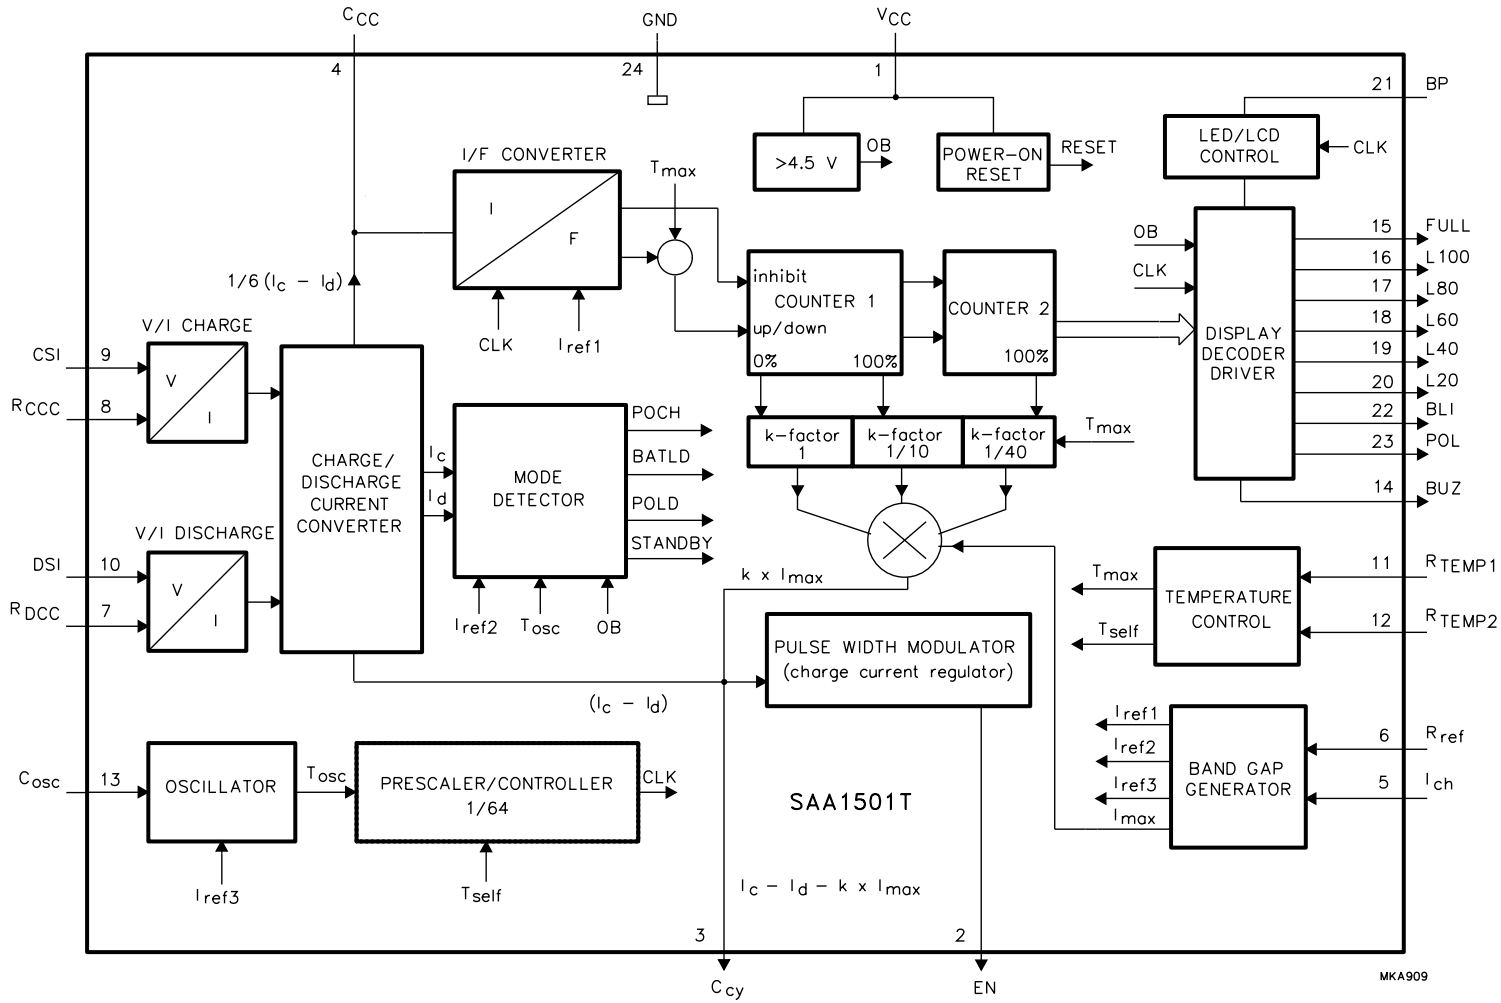 CCC
GND
VCC
4
24
1
21
BP
LED/LCD
CONTROL
CLK
>4.5 V
OB
POWER–ON
RESET
RESET
I/F CONVERTER
I
F
Tmax
CLK
Iref1
1/6 (Ic – Id)
inhibit
COUNTER 1
up/down
0%
100%
COUNTER 2
100%
OB
CLK
DISPLAY
DECODER
DRIVER
15
FULL
16
L100
17
L80
18
L60
19
L40
20
L20
22
BLI
23
POL
14
BUZ
V/I CHARGE
CSI
9
RCCC
8
V
I
k–factor
1
k–factor
1/10
k–factor
1/40
Tmax
CHARGE/
DISCHARGE
CURRENT
CONVERTER
Ic
Id
MODE
DETECTOR
POCH
BATLD
POLD
STANDBY
Iref2
Tosc
OB
V/I DISCHARGE
DSI
10
RDCC
7
V
I
k x Imax
PULSE WIDTH MODULATOR
(charge current regulator)
(Ic – Id)
Tmax
Tself
TEMPERATURE
CONTROL
11
RTEMP1
12
RTEMP2
Iref1
Iref2
Iref3
Imax
BAND GAP
GENERATOR
6
Rref
5
Ich
Cosc
13
OSCILLATOR
Tosc
PRESCALER/CONTROLLER
1/64
CLK
Iref3
Tself
SAA1501T
Ic – Id – k x Imax
3
2
Ccy
EN
MKA909